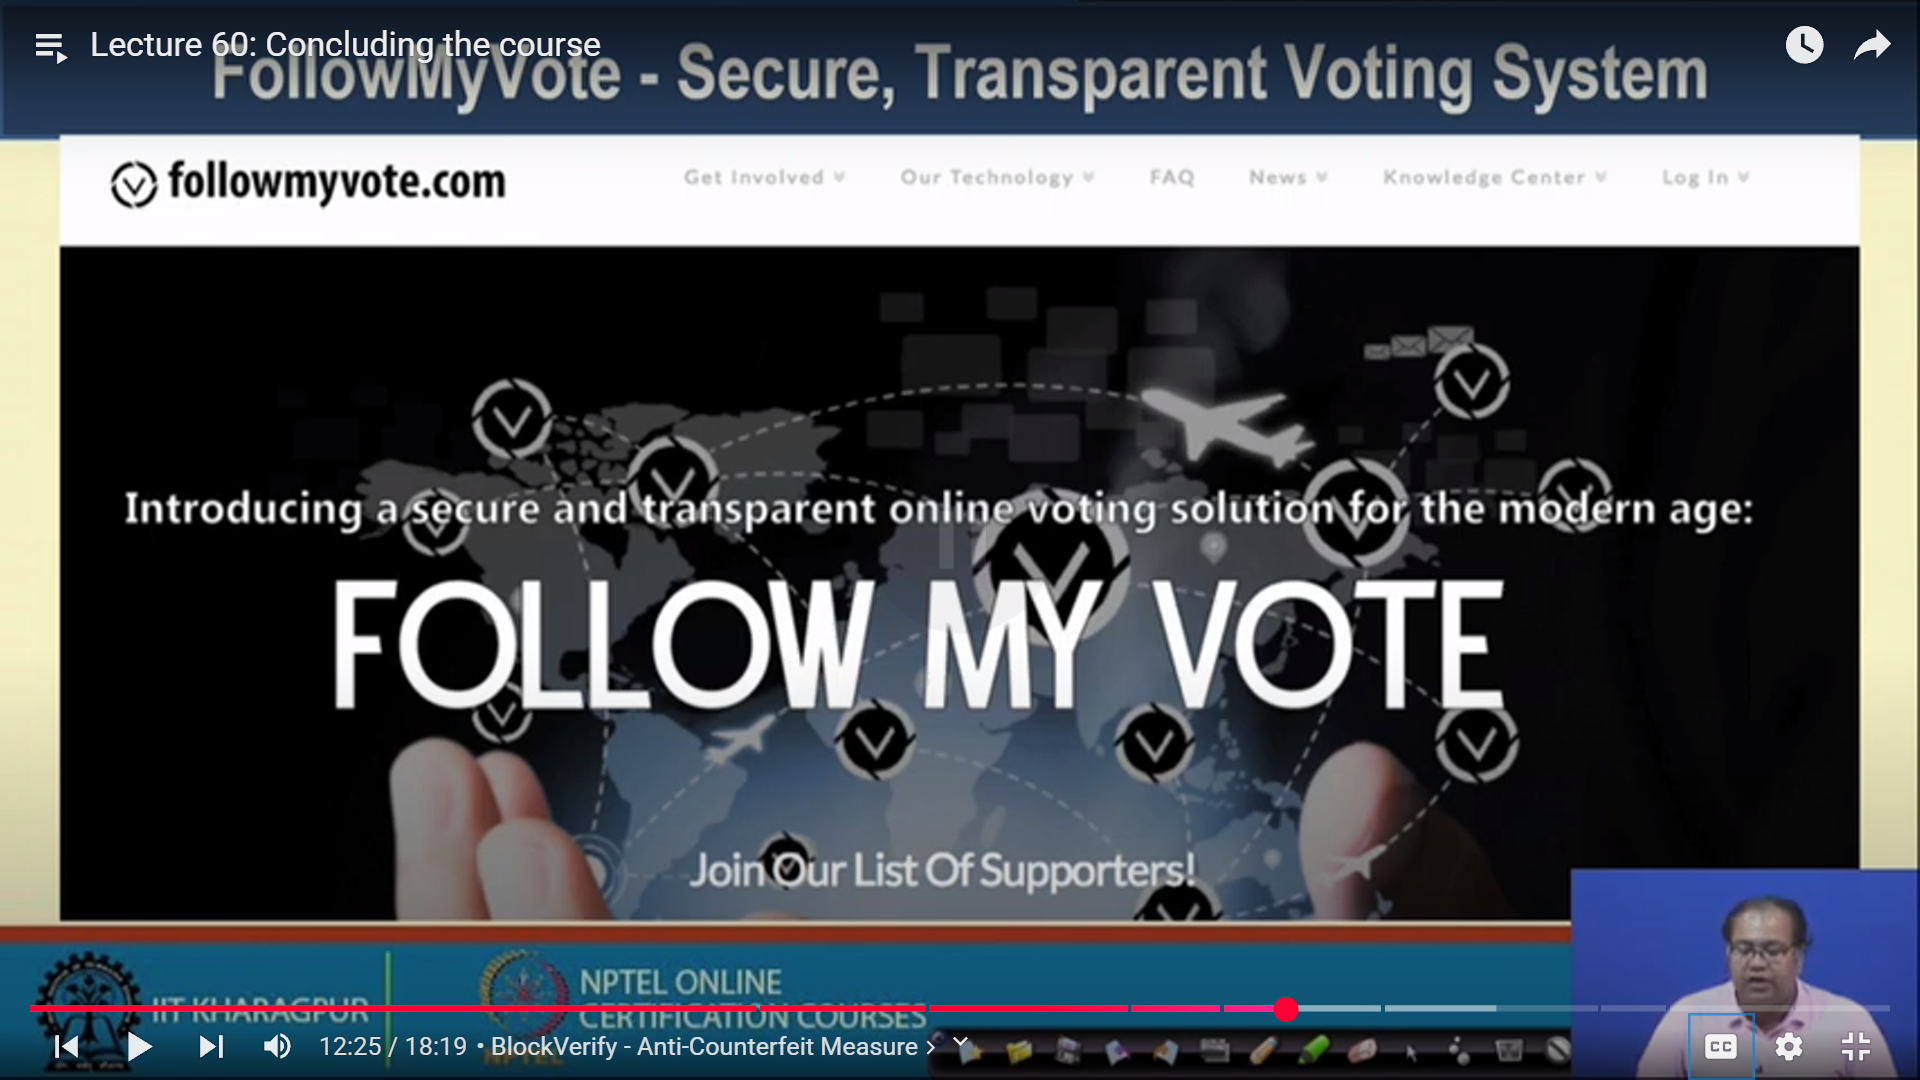 Lecture 60: Concluding the course
FollowMyVote - Secure, Transparent Voting System
followmyvote.com
Get Involved
Our Technology
FAQ
News
Knowledge Center
Log In
Introducing a secure and transparent online voting solution for the modern age:
FOLLOW MY VOTE
Join Our List Of Supporters!
IIT KHARAGPUR
NPTEL ONLINE
CERTIFICATION COURSES
NPTEL
12:25 / 18:19 • BlockVerify - Anti-Counterfeit Measure
CC